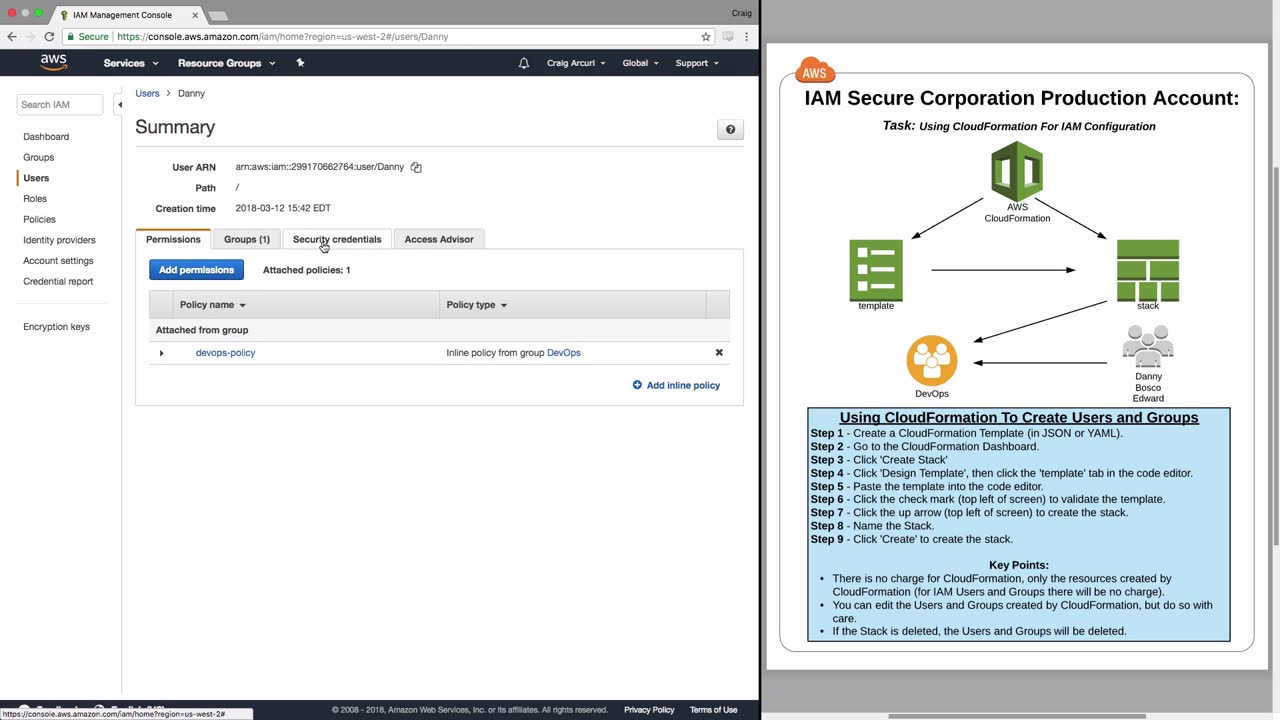 IAM Management Console
Craig
Secure
https://console.aws.amazon.com/iam/home?region=us-west-2#/users/Danny
aws
Services
Resource Groups
Craig Arcurl
Global
Support
Search IAM
Dashboard
Groups
Users
Roles
Policies
Identity providers
Account settings
Credential report
Encryption keys
Users > Danny
Summary
User ARN arn:aws:iam::299170662764:user/Danny
Path /
Creation time 2018-03-12 15:42 EDT
Permissions
Groups (1)
Security credentials
Access Advisor
Add permissions
Attached policies: 1
Policy name
Policy type
Attached from group
devops-policy
Inline policy from group DevOps
Add inline policy
https://console.aws.amazon.com/iam/home?region=us-west-2#
© 2008 - 2018, Amazon Web Services, Inc. or its affiliates. All rights reserved.
Privacy Policy
Terms of Use
AWS
IAM Secure Corporation Production Account:
Task: Using CloudFormation For IAM Configuration
AWS
CloudFormation
template
stack
DevOps
Danny
Bosco
Edward
Using CloudFormation To Create Users and Groups
Step 1 - Create a CloudFormation Template (in JSON or YAML).
Step 2 - Go to the CloudFormation Dashboard.
Step 3 - Click 'Create Stack'
Step 4 - Click 'Design Template', then click the 'template' tab in the code editor.
Step 5 - Paste the template into the code editor.
Step 6 - Click the check mark (top left of screen) to validate the template.
Step 7 - Click the up arrow (top left of screen) to create the stack.
Step 8 - Name the Stack.
Step 9 - Click 'Create' to create the stack.
Key Points:
• There is no charge for CloudFormation, only the resources created by
CloudFormation (for IAM Users and Groups there will be no charge).
• You can edit the Users and Groups created by CloudFormation, but do so with
care.
• If the Stack is deleted, the Users and Groups will be deleted.